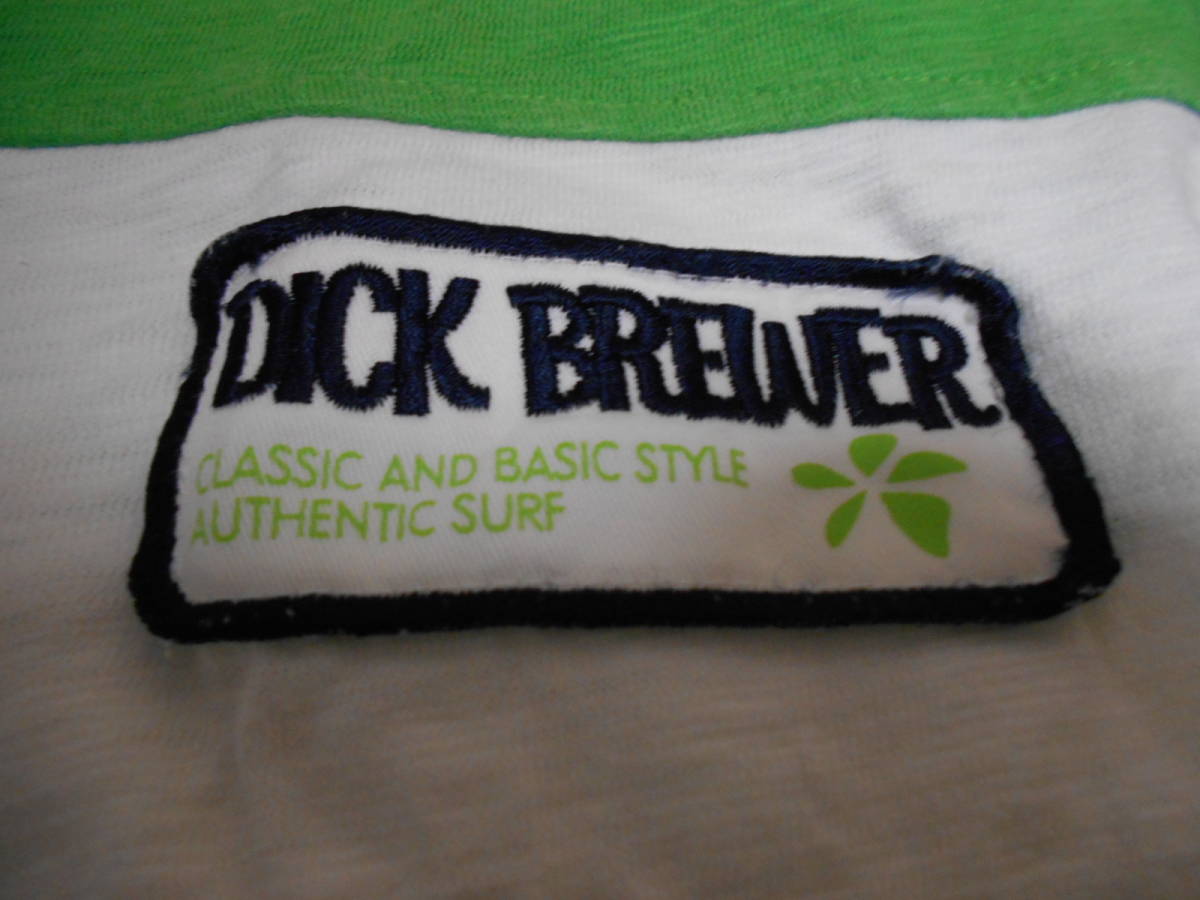 DICK BREWER
CLASSIC AND BASIC STYLE
AUTHENTIC SURF